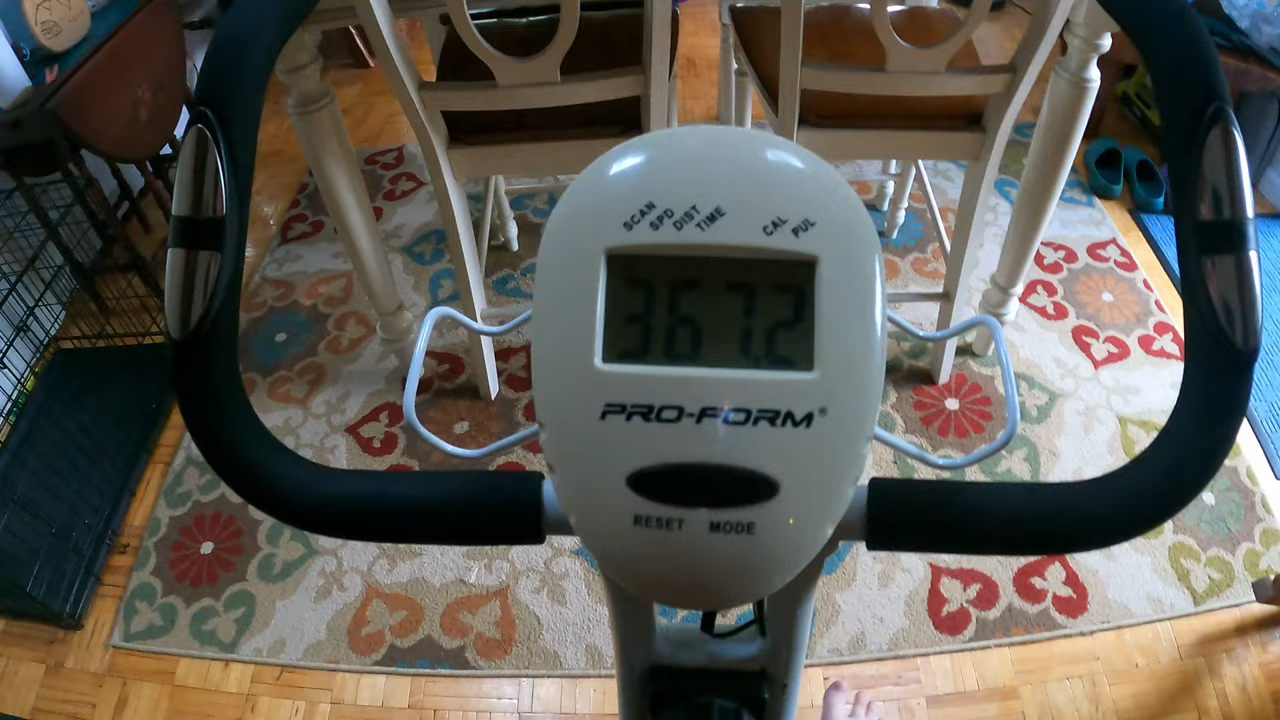 SCAN
SPD
DIST
TIME
CAL
PUL
367.2
PRO-FORM®
RESET MODE